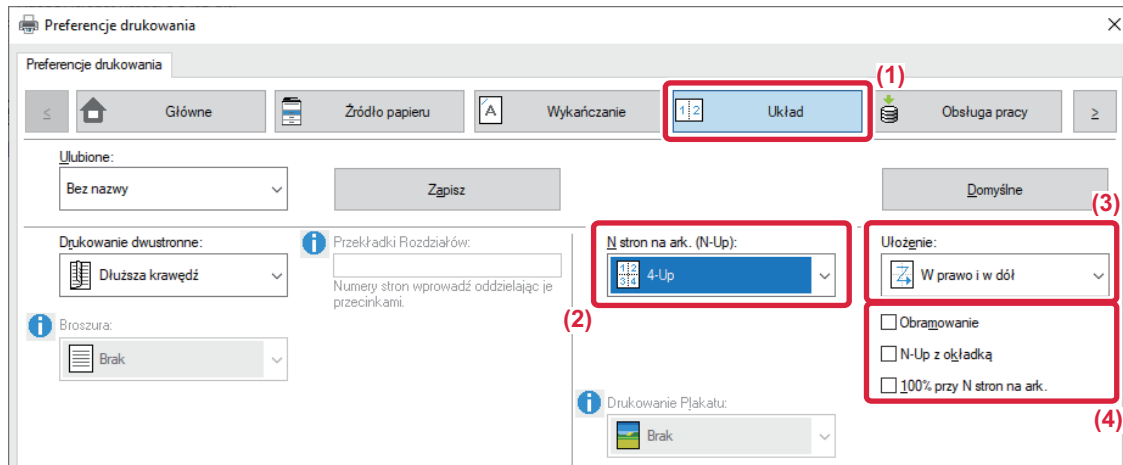 Preferencje drukowania
Preferencje drukowania
(1)
Główne
Źródło papieru
Wykańczanie
Układ
Obsługa pracy
Ulubione:
Bez nazwy
Zapisz
Domyślne
(3)
Drukowanie dwustronne:
Dłuższa krawędź
Przekładki Rozdziałów:
Numery stron wprowadź oddzielając je
przecinkami.
N stron na ark. (N-Up):
4-Up
(2)
Ułożenie:
W prawo i w dół
Broszura:
Brak
Obramowanie
N-Up z okładką
100% przy N stron na ark.
(4)
Drukowanie Plakatu:
Brak